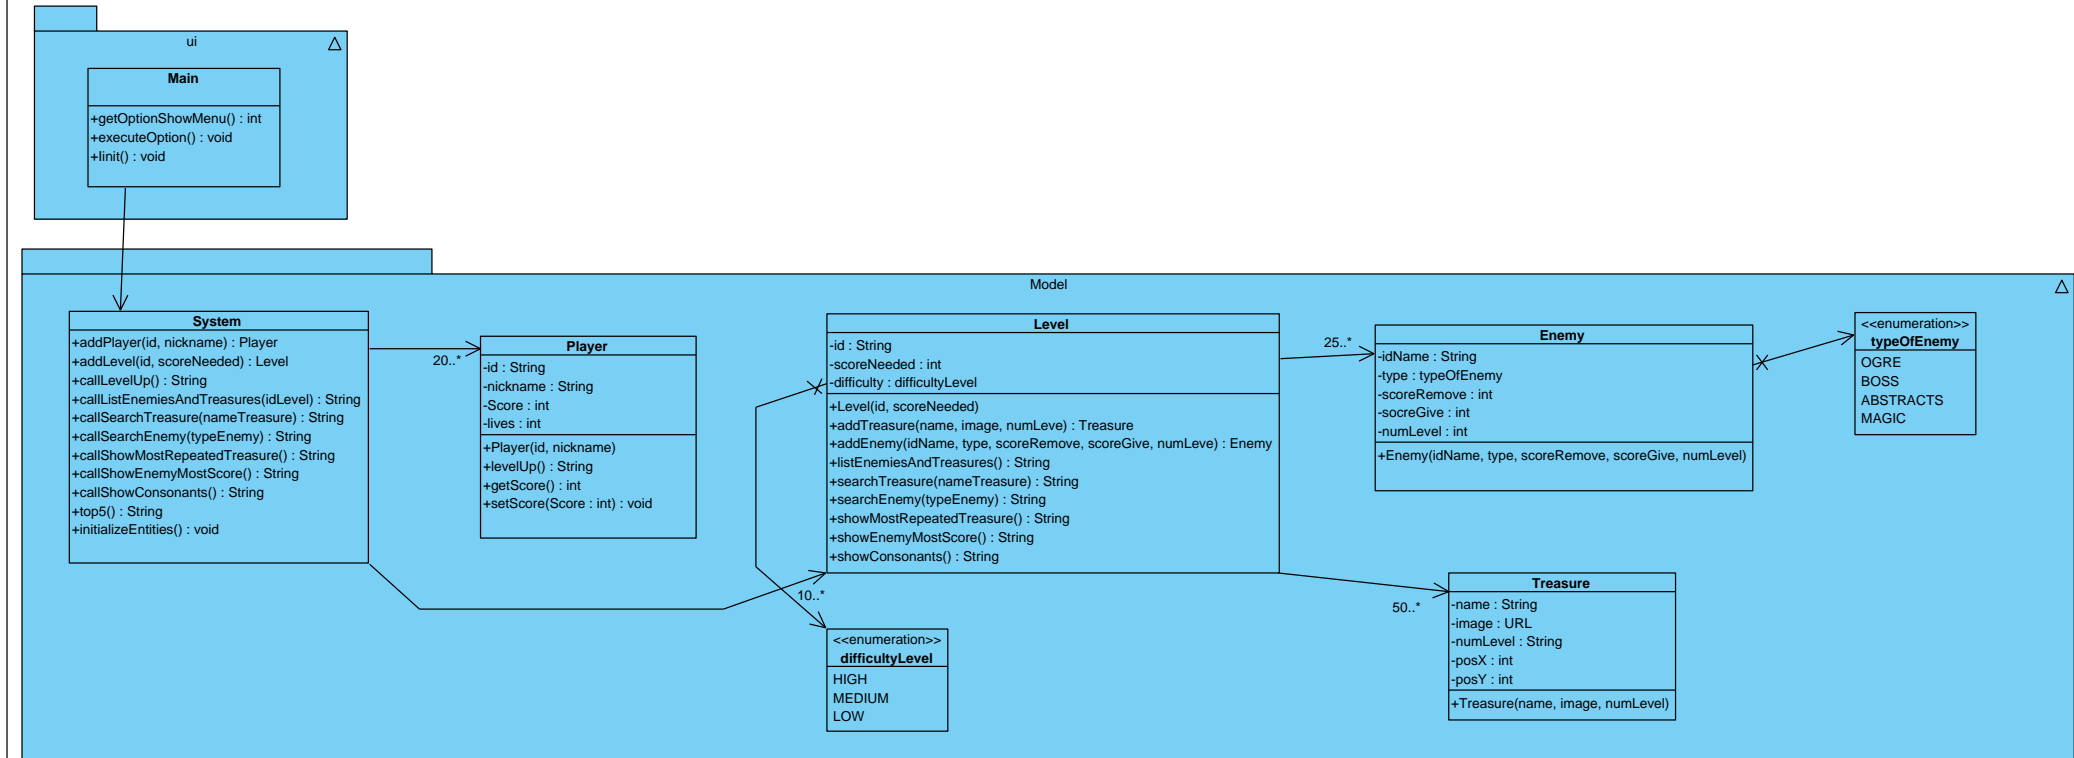 ui
Main
+getOptionShowMenu() : int
+executeOption() : void
+Iinit() : void
Model
System
+addPlayer(id, nickname) : Player
+addLevel(id, scoreNeeded) : Level
+callLevelUp() : String
+callListEnemiesAndTreasures(idLevel) : String
+callSearchTreasure(nameTreasure) : String
+callSearchEnemy(typeEnemy) : String
+callShowMostRepeatedTreasure() : String
+callShowEnemyMostScore() : String
+callShowConsonants() : String
+top5() : String
+initializeEntities() : void
20..*
Player
-id : String
-nickname : String
-Score : int
-lives : int
+Player(id, nickname)
+levelUp() : String
+getScore() : int
+setScore(Score : int) : void
Level
-id : String
-scoreNeeded : int
-difficulty : difficultyLevel
+Level(id, scoreNeeded)
+addTreasure(name, image, numLeve) : Treasure
+addEnemy(idName, type, scoreRemove, scoreGive, numLeve) : Enemy
+listEnemiesAndTreasures() : String
+searchTreasure(nameTreasure) : String
+searchEnemy(typeEnemy) : String
+showMostRepeatedTreasure() : String
+showEnemyMostScore() : String
+showConsonants() : String
10..*
<<enumeration>>
difficultyLevel
HIGH
MEDIUM
LOW
25..*
Enemy
-idName : String
-type : typeOfEnemy
-scoreRemove : int
-socreGive : int
-numLevel : int
+Enemy(idName, type, scoreRemove, scoreGive, numLevel)
<<enumeration>>
typeOfEnemy
OGRE
BOSS
ABSTRACTS
MAGIC
50..*
Treasure
-name : String
-image : URL
-numLevel : String
-posX : int
-posY : int
+Treasure(name, image, numLevel)